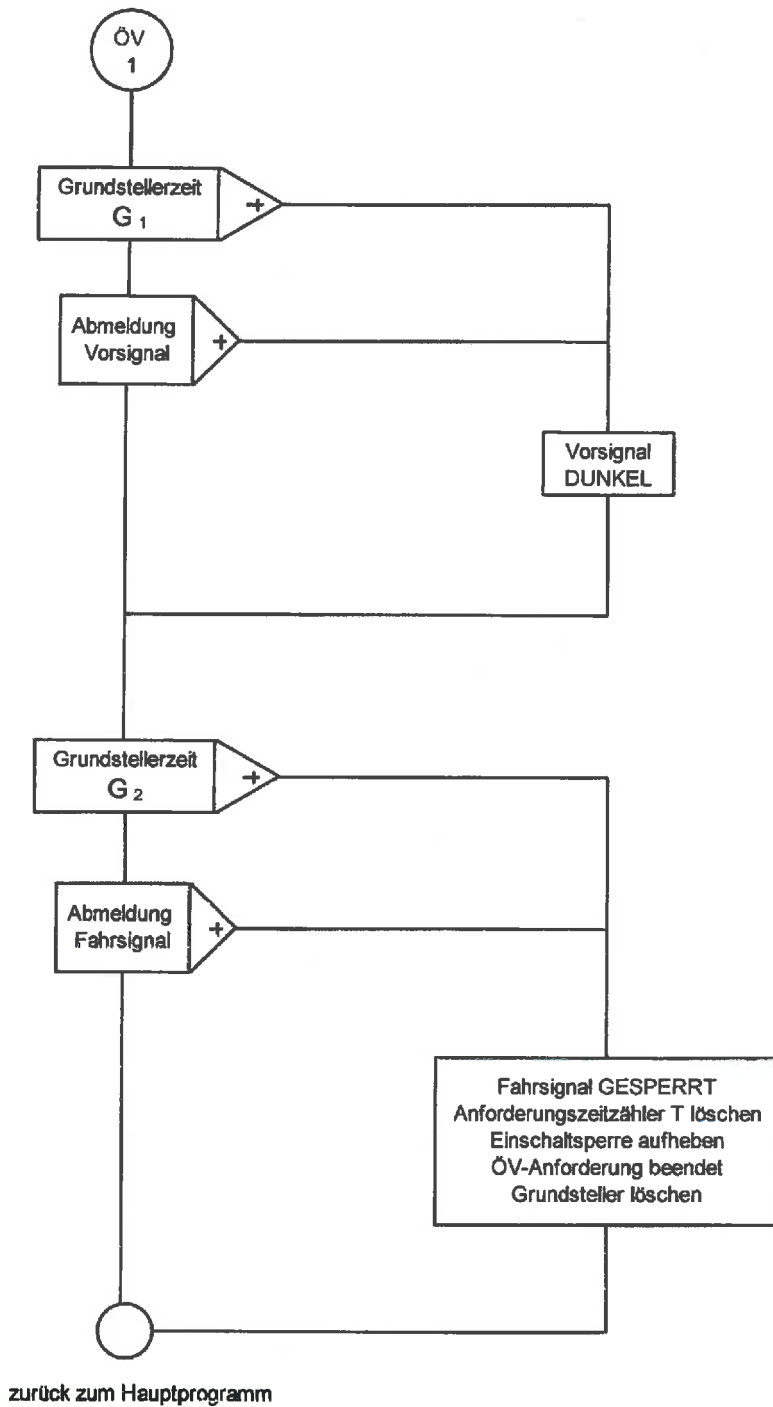 ÖV
1
Grundstellerzeit
G 1
+
Abmeldung
Vorsignal
+
Vorsignal
DUNKEL
Grundstellerzeit
G 2
+
Abmeldung
Fahrsignal
+
Fahrsignal GESPERRT
Anforderungszeitzähler T löschen
Einschaltsperre aufheben
ÖV-Anforderung beendet
Grundsteller löschen
zurück zum Hauptprogramm